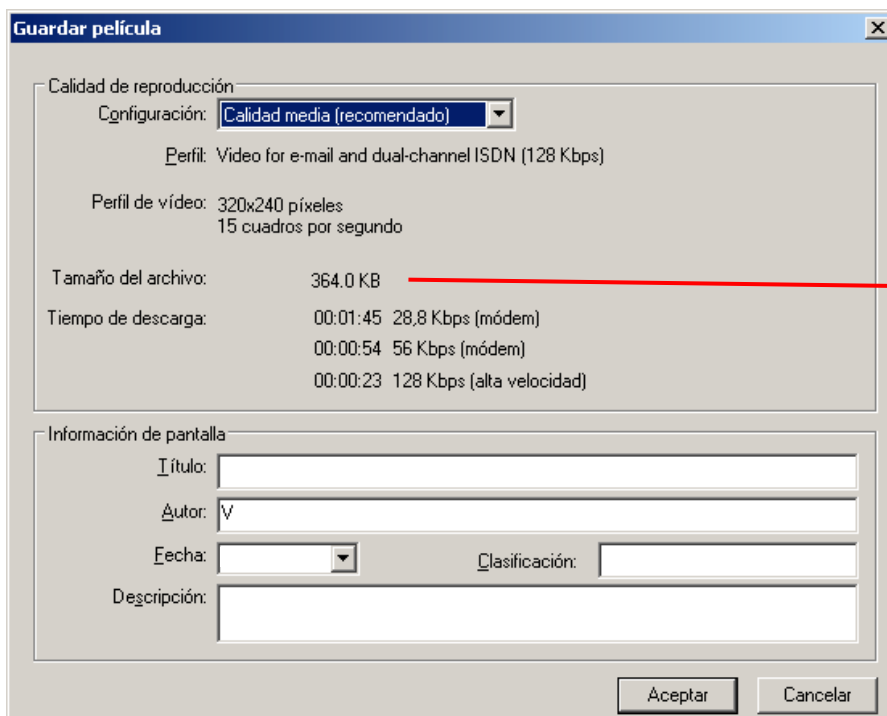 Guardar película
Calidad de reproducción
Configuración: Calidad media (recomendado)
Perfil: Video for e-mail and dual-channel ISDN (128 Kbps)
Perfil de vídeo: 320x240 píxeles
15 cuadros por segundo
Tamaño del archivo: 364.0 KB
Tiempo de descarga: 00:01:45 28,8 Kbps (módem)
00:00:54 56 Kbps (módem)
00:00:23 128 Kbps (alta velocidad)
Información de pantalla
Título:
Autor: V
Fecha: Clasificación:
Descripción:
Aceptar Cancelar